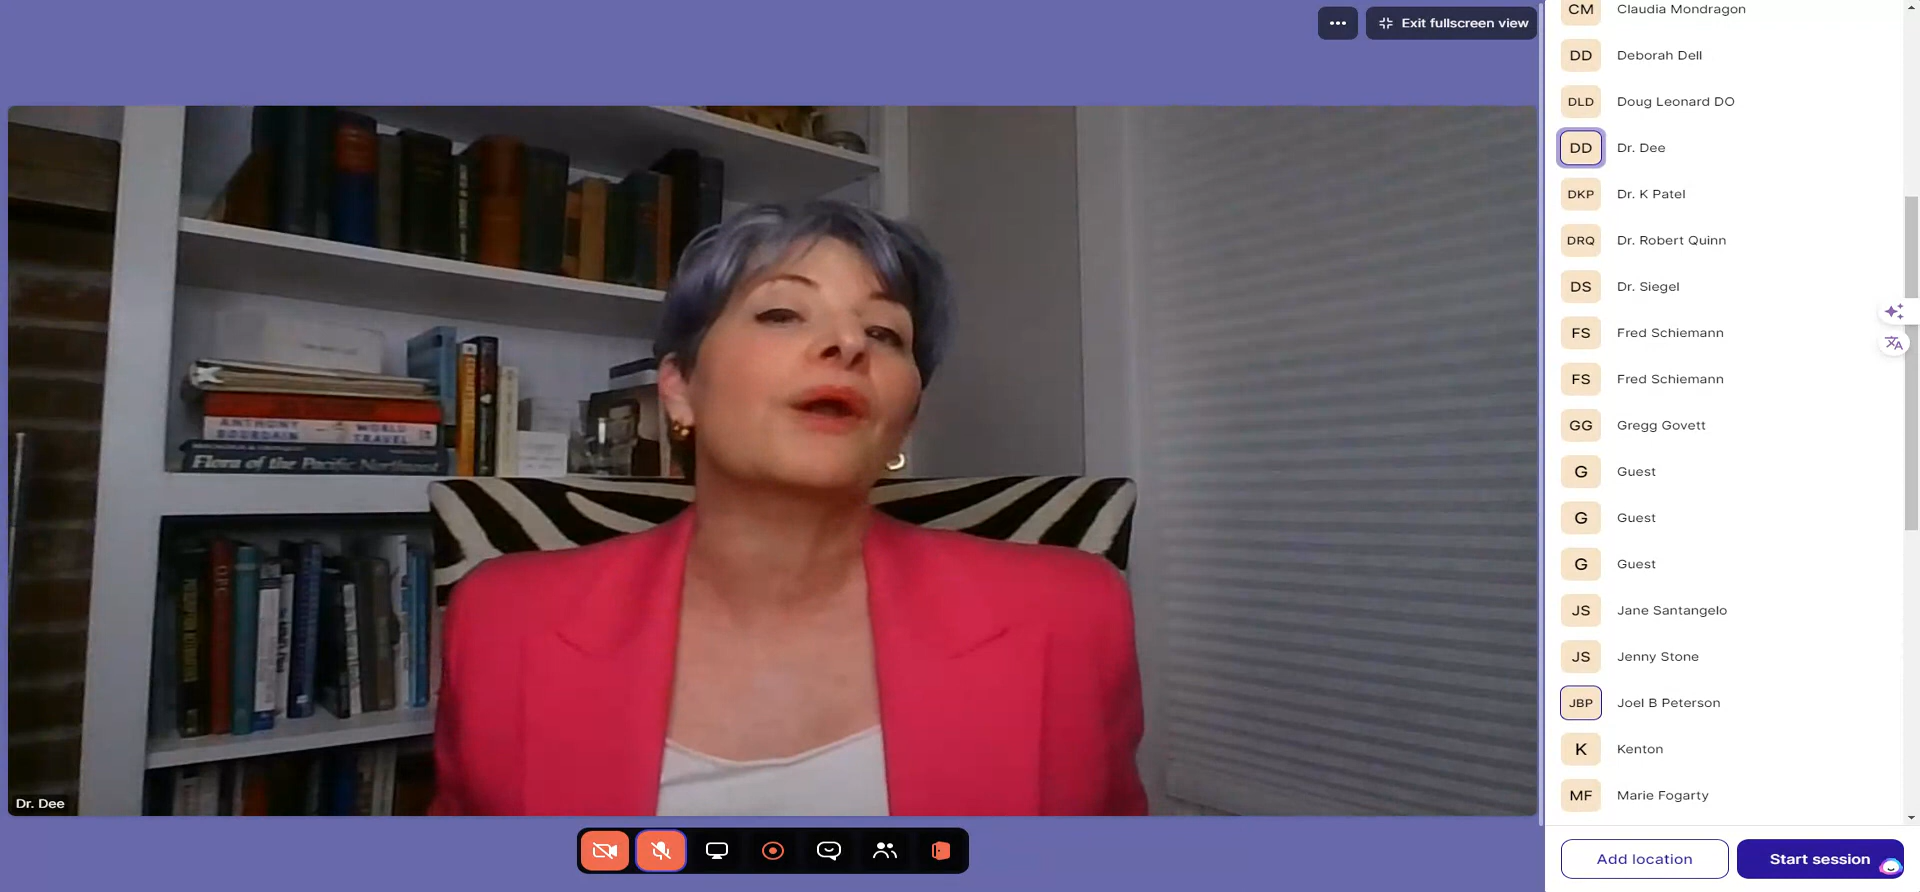 Exit fullscreen view
ANTHONY WORLD
BOURDAIN TRAVEL
Flora of the Pacific Northwest
Dr. Dee
CM Claudia Mondragon
DD Deborah Dell
DLD Doug Leonard DO
DD Dr. Dee
DKP Dr. K Patel
DRQ Dr. Robert Quinn
DS Dr. Siegel
FS Fred Schiemann
FS Fred Schiemann
GG Gregg Govett
G Guest
G Guest
G Guest
JS Jane Santangelo
JS Jenny Stone
JBP Joel B Peterson
K Kenton
MF Marie Fogarty
Add location
Start session